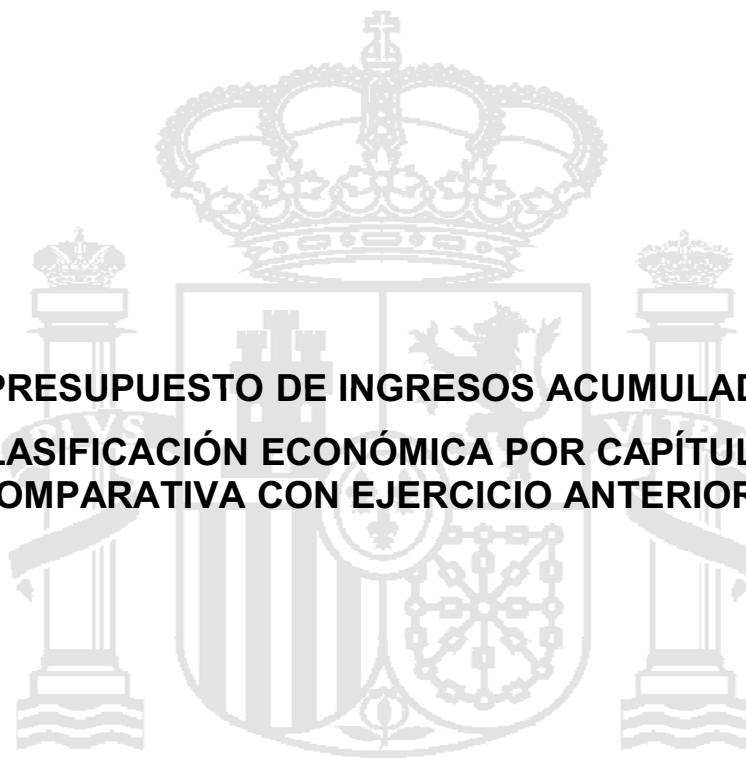 PRESUPUESTO DE INGRESOS ACUMULAD
LASIFICACIÓN ECONÓMICA POR CAPÍTUL
OMPARATIVA CON EJERCICIO ANTERIOR